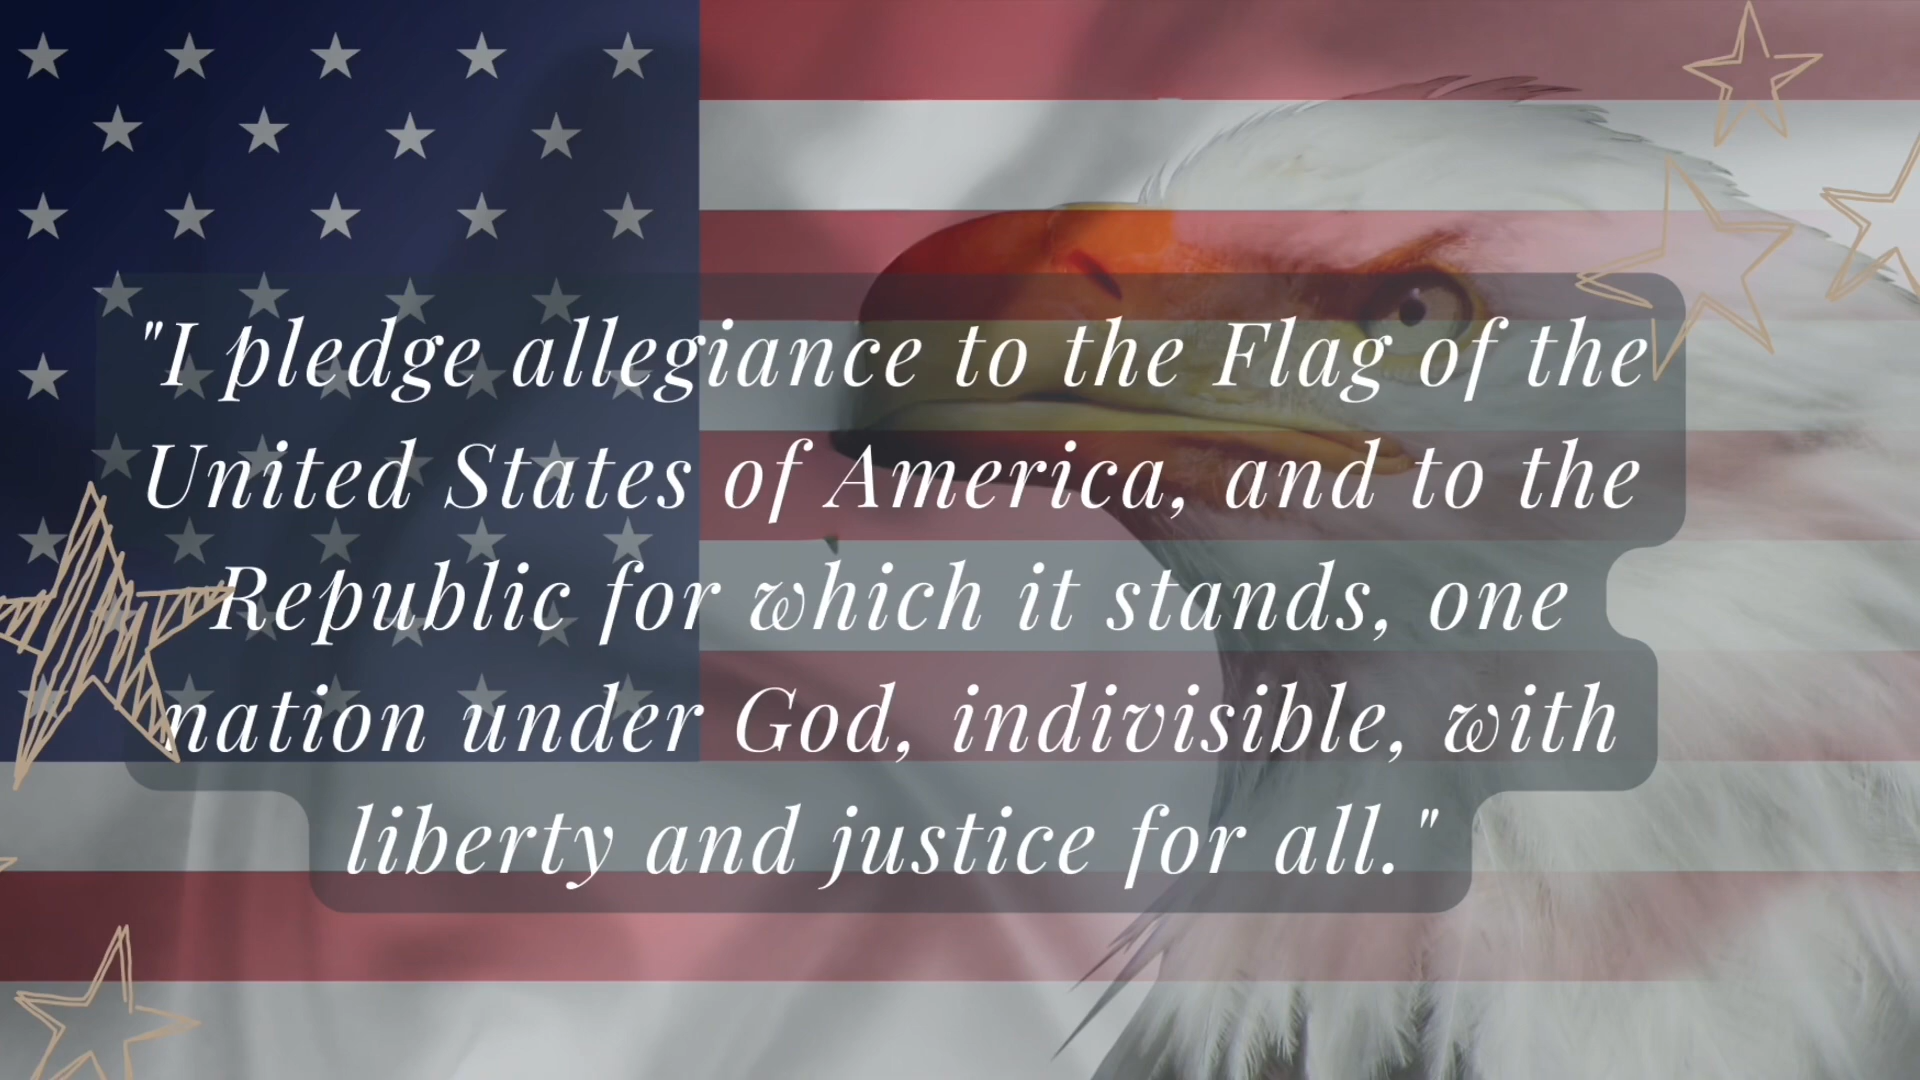 "I pledge allegiance to the Flag of the
United States of America, and to the
Republic for which it stands, one
nation under God, indivisible, with
liberty and justice for all."